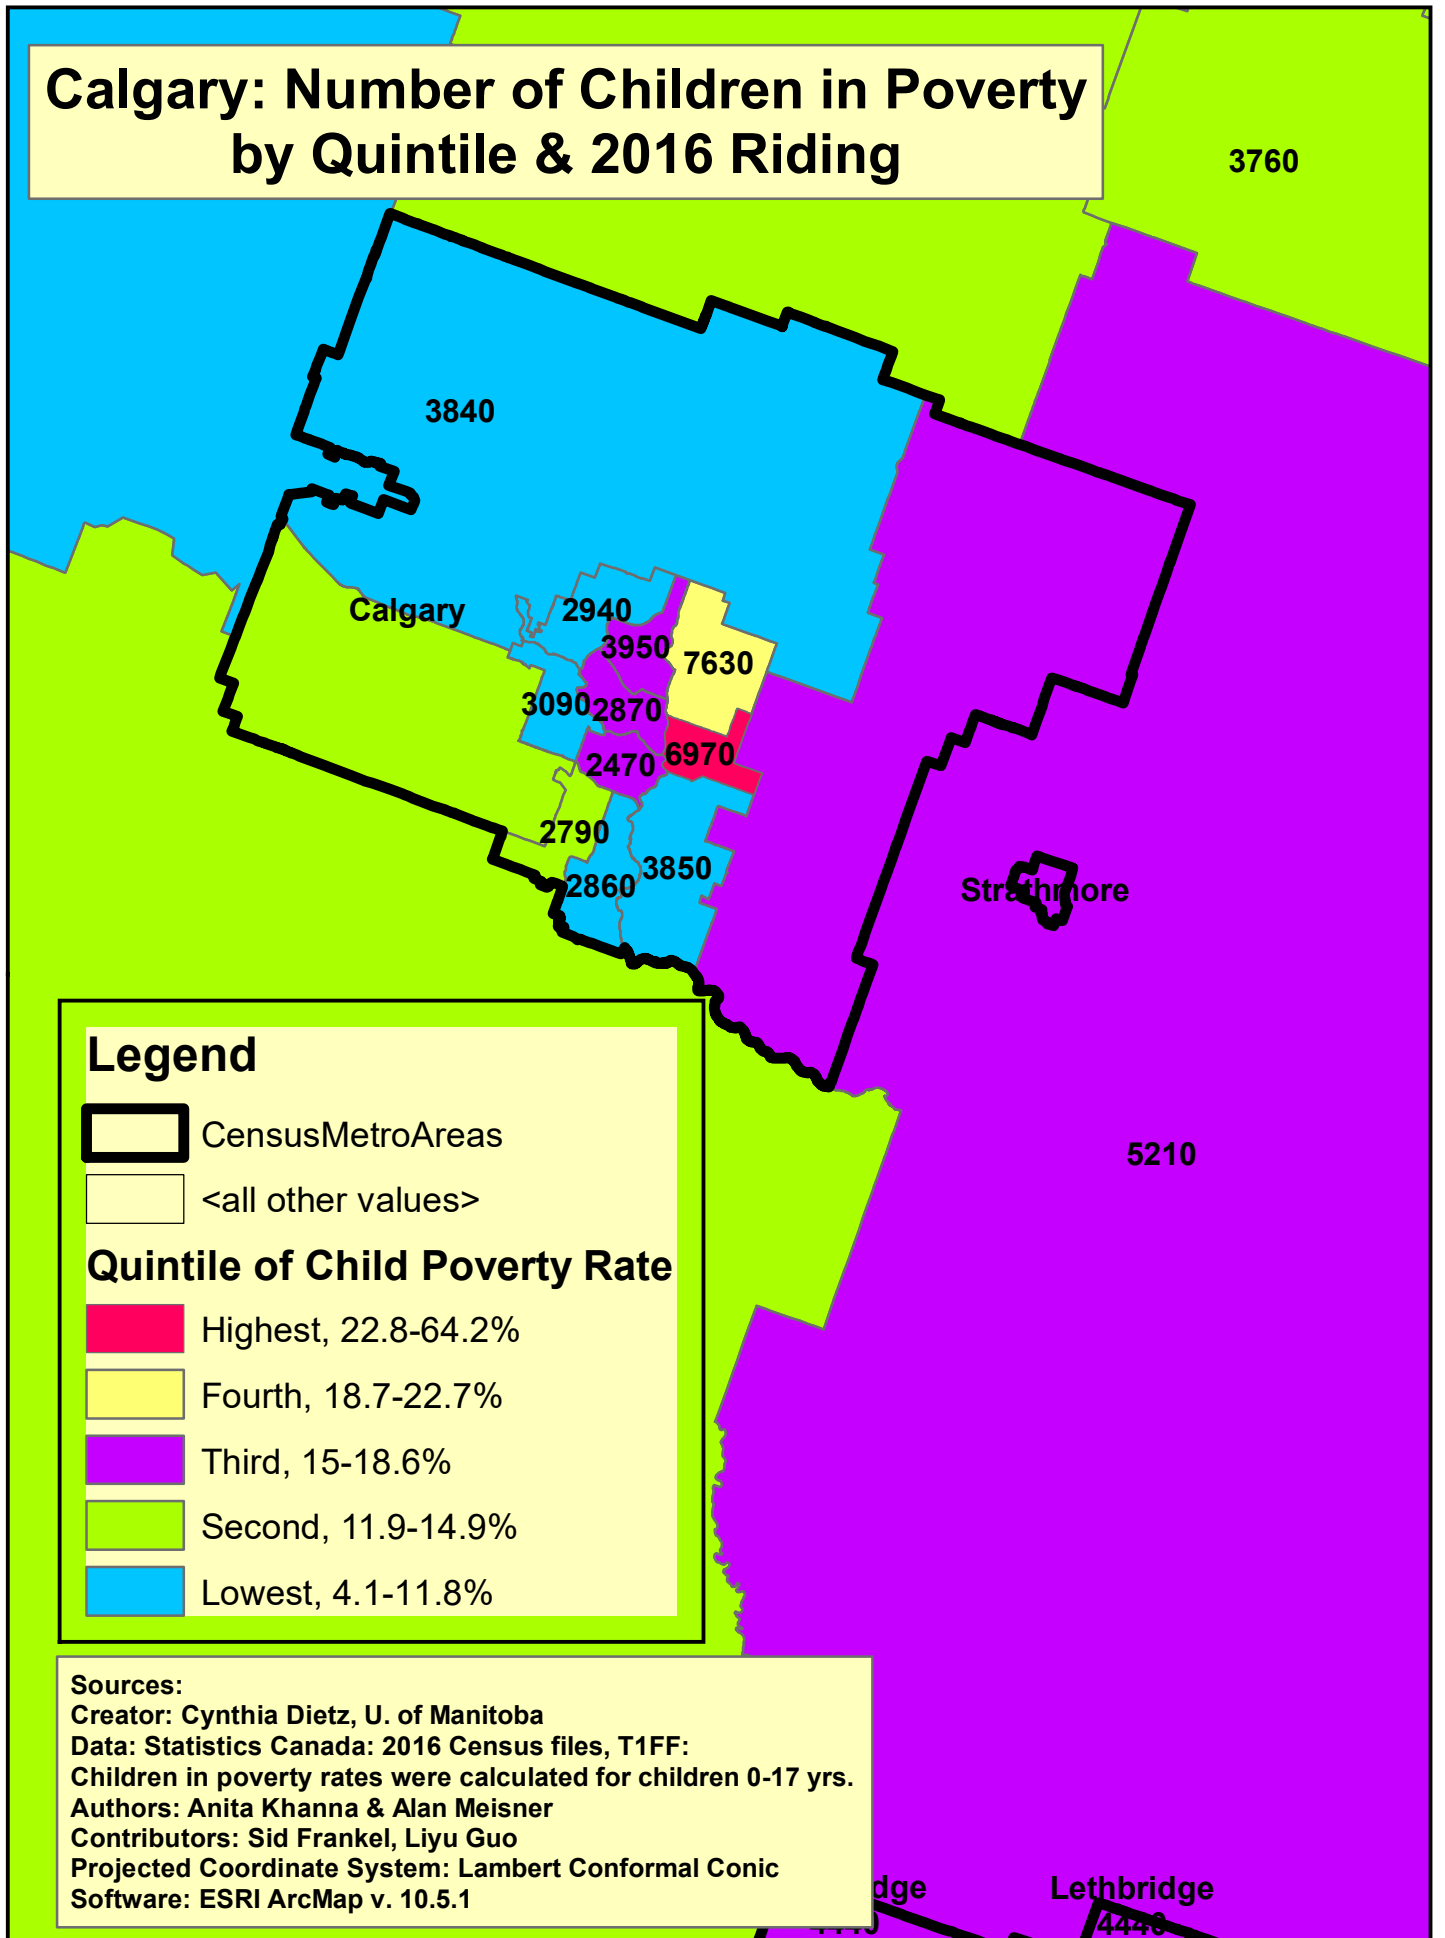 Calgary: Number of Children in Poverty
by Quintile & 2016 Riding
3760
3840
Calgary
2940
3950
7630
3090
2870
6970
2470
2790
3850
2860
Strathmore
5210
Legend
CensusMetroAreas
<all other values>
Quintile of Child Poverty Rate
Highest, 22.8-64.2%
Fourth, 18.7-22.7%
Third, 15-18.6%
Second, 11.9-14.9%
Lowest, 4.1-11.8%
Sources:
Creator: Cynthia Dietz, U. of Manitoba
Data: Statistics Canada: 2016 Census files, T1FF:
Children in poverty rates were calculated for children 0-17 yrs.
Authors: Anita Khanna & Alan Meisner
Contributors: Sid Frankel, Liyu Guo
Projected Coordinate System: Lambert Conformal Conic
Software: ESRI ArcMap v. 10.5.1
dge
Lethbridge
4440